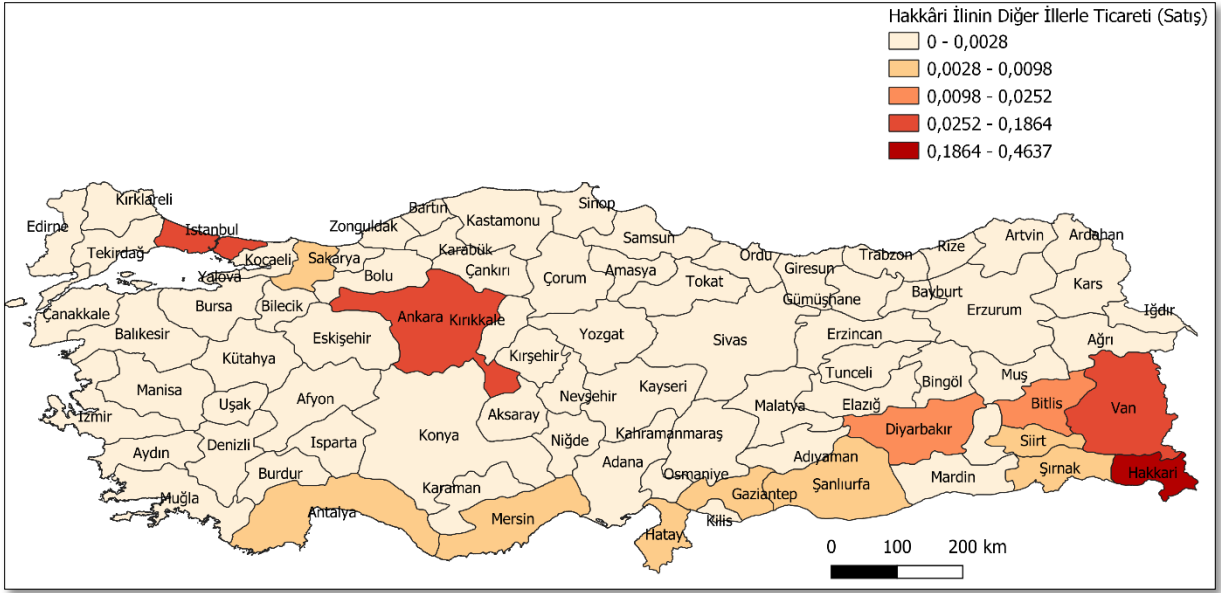 Hakkâri İlinin Diğer İllerle Ticareti (Satış)
0 - 0,0028
0,0028 - 0,0098
0,0098 - 0,0252
0,0252 - 0,1864
0,1864 - 0,4637
Kırklareli
Edirne
İstanbul
Tekirdağ
Kocaeli
Yalova
Sakarya
Zonguldak
Bartın
Kastamonu
Sinop
Karabük
Bolu
Çankırı
Samsun
Çorum
Amasya
Tokat
Ordu
Giresun
Trabzon
Rize
Artvin
Ardahan
Gümüşhane
Bayburt
Kars
Erzurum
Iğdır
Ağrı
Çanakkale
Balıkesir
Bursa
Bilecik
Eskişehir
Ankara
Kırıkkale
Yozgat
Sivas
Erzincan
Tunceli
Bingöl
Muş
Kütahya
Kırşehir
Nevşehir
Kayseri
Malatya
Elazığ
Diyarbakır
Bitlis
Van
Manisa
Uşak
Afyon
İzmir
Aksaray
Konya
Niğde
Kahramanmaraş
Adıyaman
Siirt
Şırnak
Hakkari
Aydın
Denizli
Isparta
Burdur
Muğla
Antalya
Karaman
Mersin
Adana
Osmaniye
Gaziantep
Şanlıurfa
Mardin
Kilis
Hatay
0 100 200 km